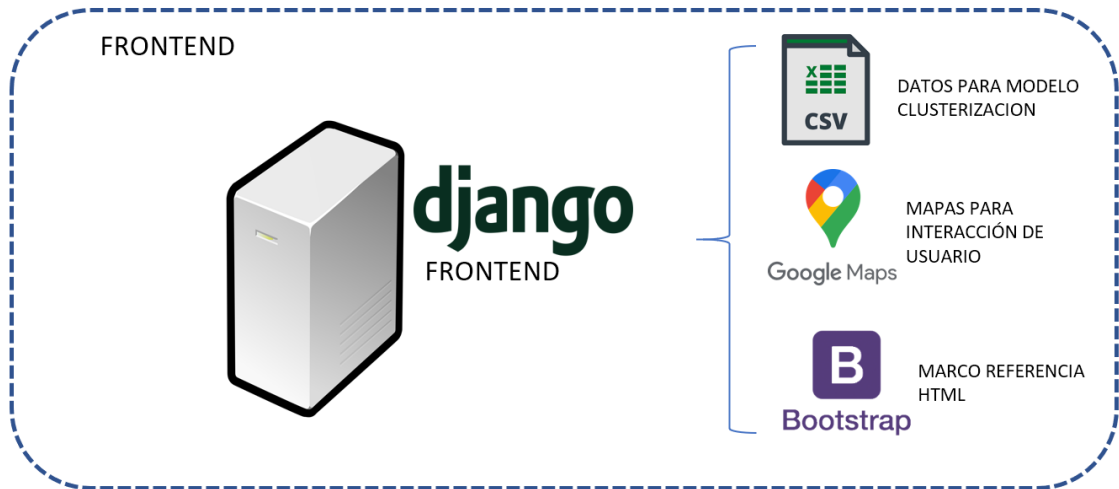 FRONTEND
django
FRONTEND
X
CSV
DATOS PARA MODELO
CLUSTERIZACION
Google Maps
MAPAS PARA
INTERACCIÓN DE
USUARIO
B
Bootstrap
MARCO REFERENCIA
HTML